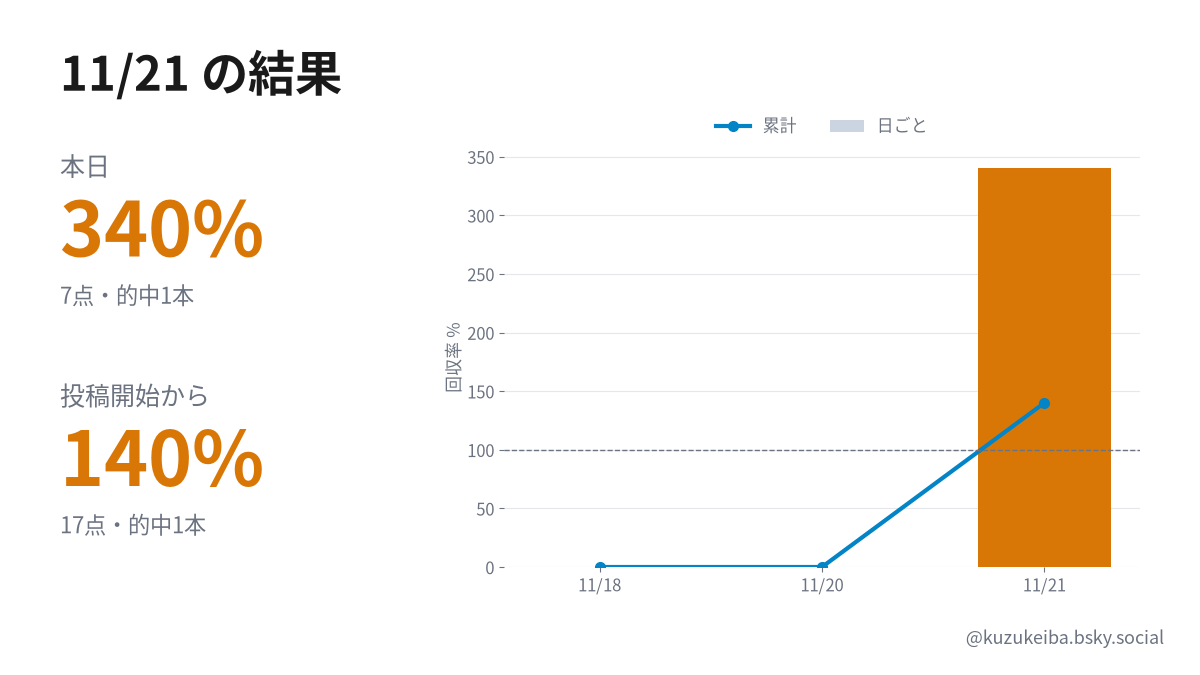 11/21 の結果
本日
340%
7点・的中1本
投稿開始から
140%
17点・的中1本
累計
日ごと
回収率 %
350
300
250
200
150
100
50
0
11/18
11/20
11/21
@kuzukeiba.bsky.social